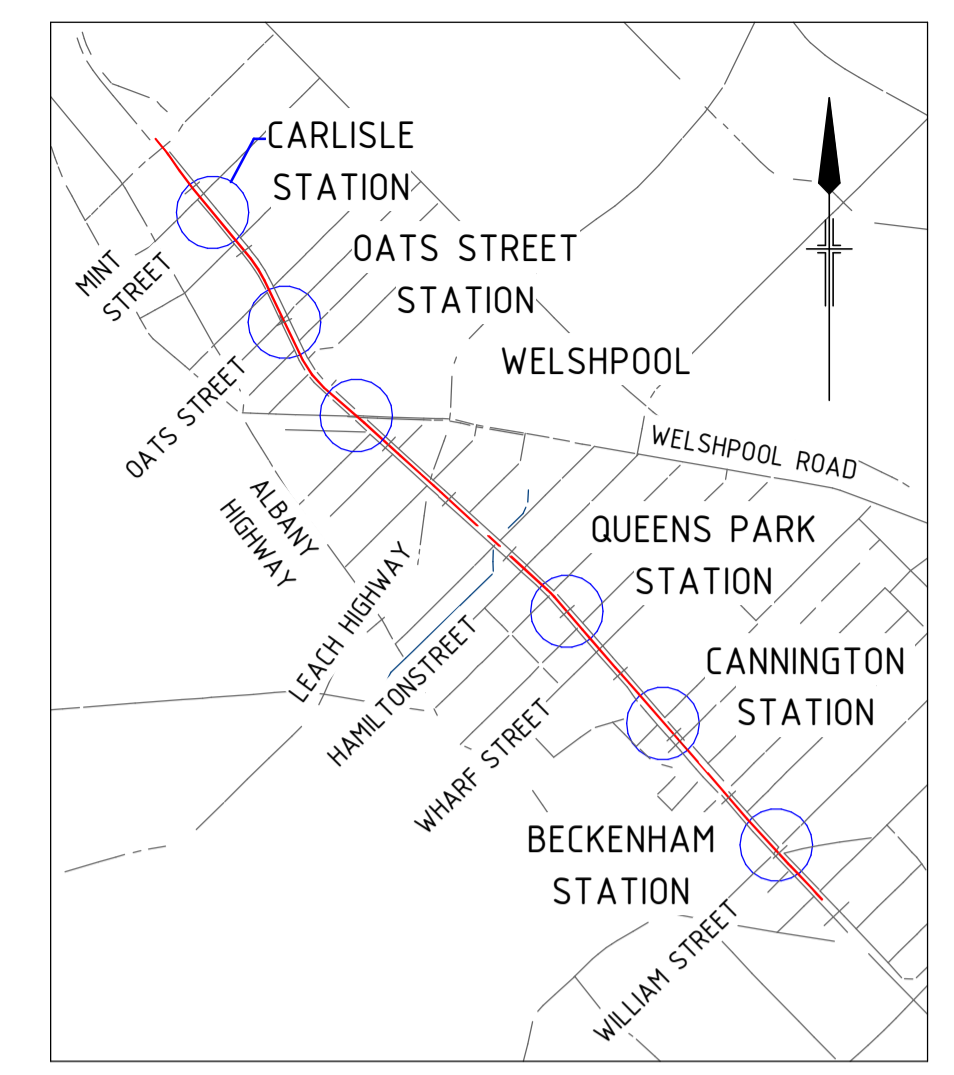 CARLISLE
STATION
OATS STREET
STATION
MINT
STREET
WELSHPOOL
OATS STREET
WELSHPOOL ROAD
ALBANY
HIGHWAY
QUEENS PARK
STATION
LEACH HIGHWAY
HAMILTONSTREET
CANNINGTON
STATION
WHARF STREET
BECKENHAM
STATION
WILLIAM STREET